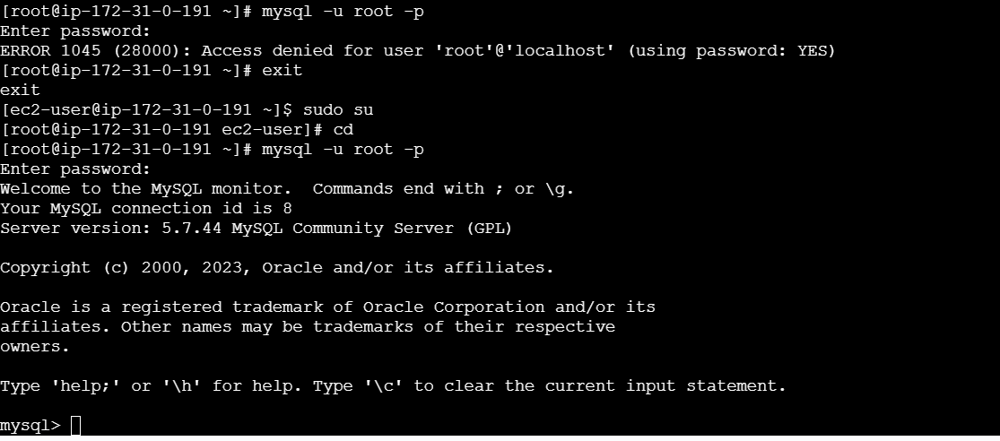 [root@ip-172-31-0-191 ~]# mysql -u root -p
Enter password:
ERROR 1045 (28000): Access denied for user 'root'@'localhost' (using password: YES)
[root@ip-172-31-0-191 ~]# exit
exit
[ec2-user@ip-172-31-0-191 ~]$ sudo su
[root@ip-172-31-0-191 ec2-user]# cd
[root@ip-172-31-0-191 ~]# mysql -u root -p
Enter password:
Welcome to the MySQL monitor.  Commands end with ; or \g.
Your MySQL connection id is 8
Server version: 5.7.44 MySQL Community Server (GPL)

Copyright (c) 2000, 2023, Oracle and/or its affiliates.

Oracle is a registered trademark of Oracle Corporation and/or its
affiliates. Other names may be trademarks of their respective
owners.

Type 'help;' or '\h' for help. Type '\c' to clear the current input statement.

mysql>